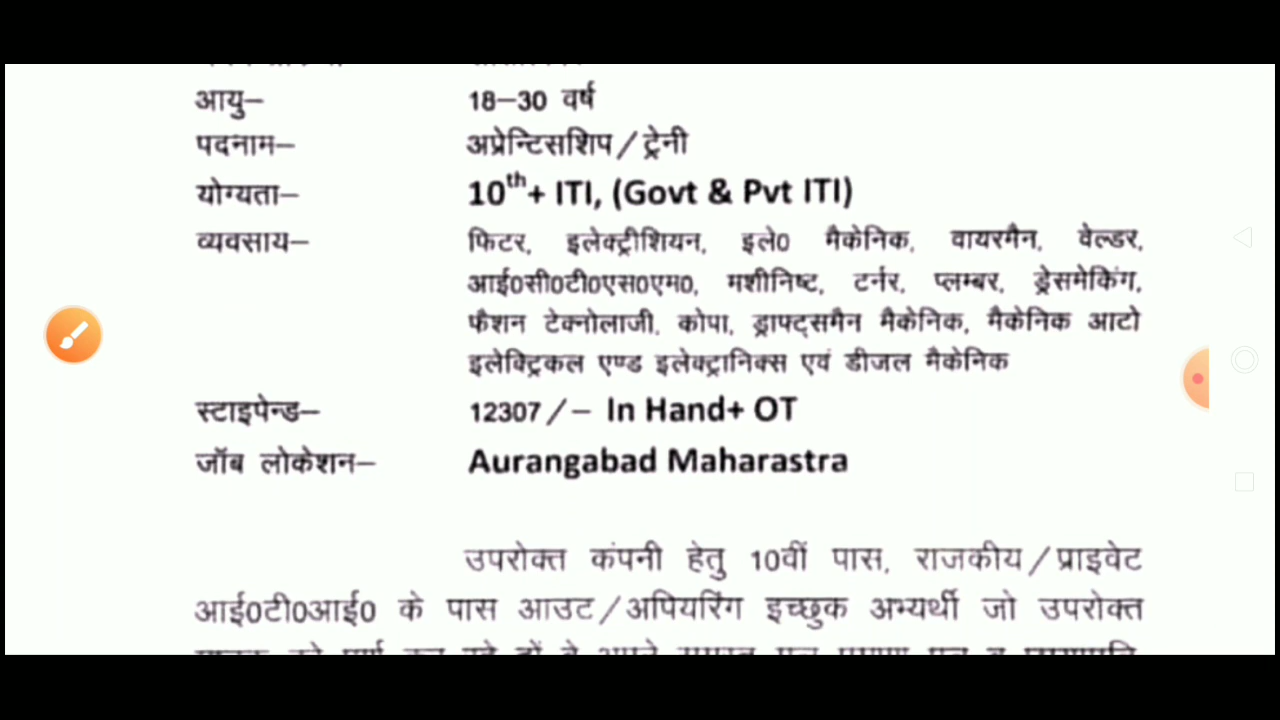 आयु– 18–30 वर्ष
पदनाम– अप्रेन्टिसशिप/ट्रेनी
योग्यता– 10th+ ITI, (Govt & Pvt ITI)
व्यवसाय– फिटर, इलेक्ट्रीशियन, इले0 मैकेनिक, वायरमैन, वेल्डर,
आई0सी0टी0एस0एम0, मशीनिष्ट, टर्नर, प्लम्बर, ड्रेसमेकिंग,
फैशन टेक्नोलाजी, कोपा, ड्राफ्ट्समैन मैकेनिक, मैकेनिक आटो
इलेक्ट्रिकल एण्ड इलेक्ट्रानिक्स एवं डीजल मैकेनिक
स्टाइपेन्ड– 12307/– In Hand+ OT
जॉब लोकेशन– Aurangabad Maharastra
उपरोक्त कंपनी हेतु 10वीं पास, राजकीय/प्राइवेट
आई0टी0आई0 के पास आउट/अपियरिंग इच्छुक अभ्यर्थी जो उपरोक्त